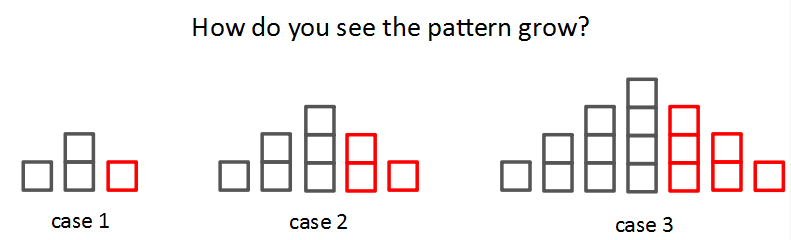 How do you see the pattern grow?
case 1
case 2
case 3